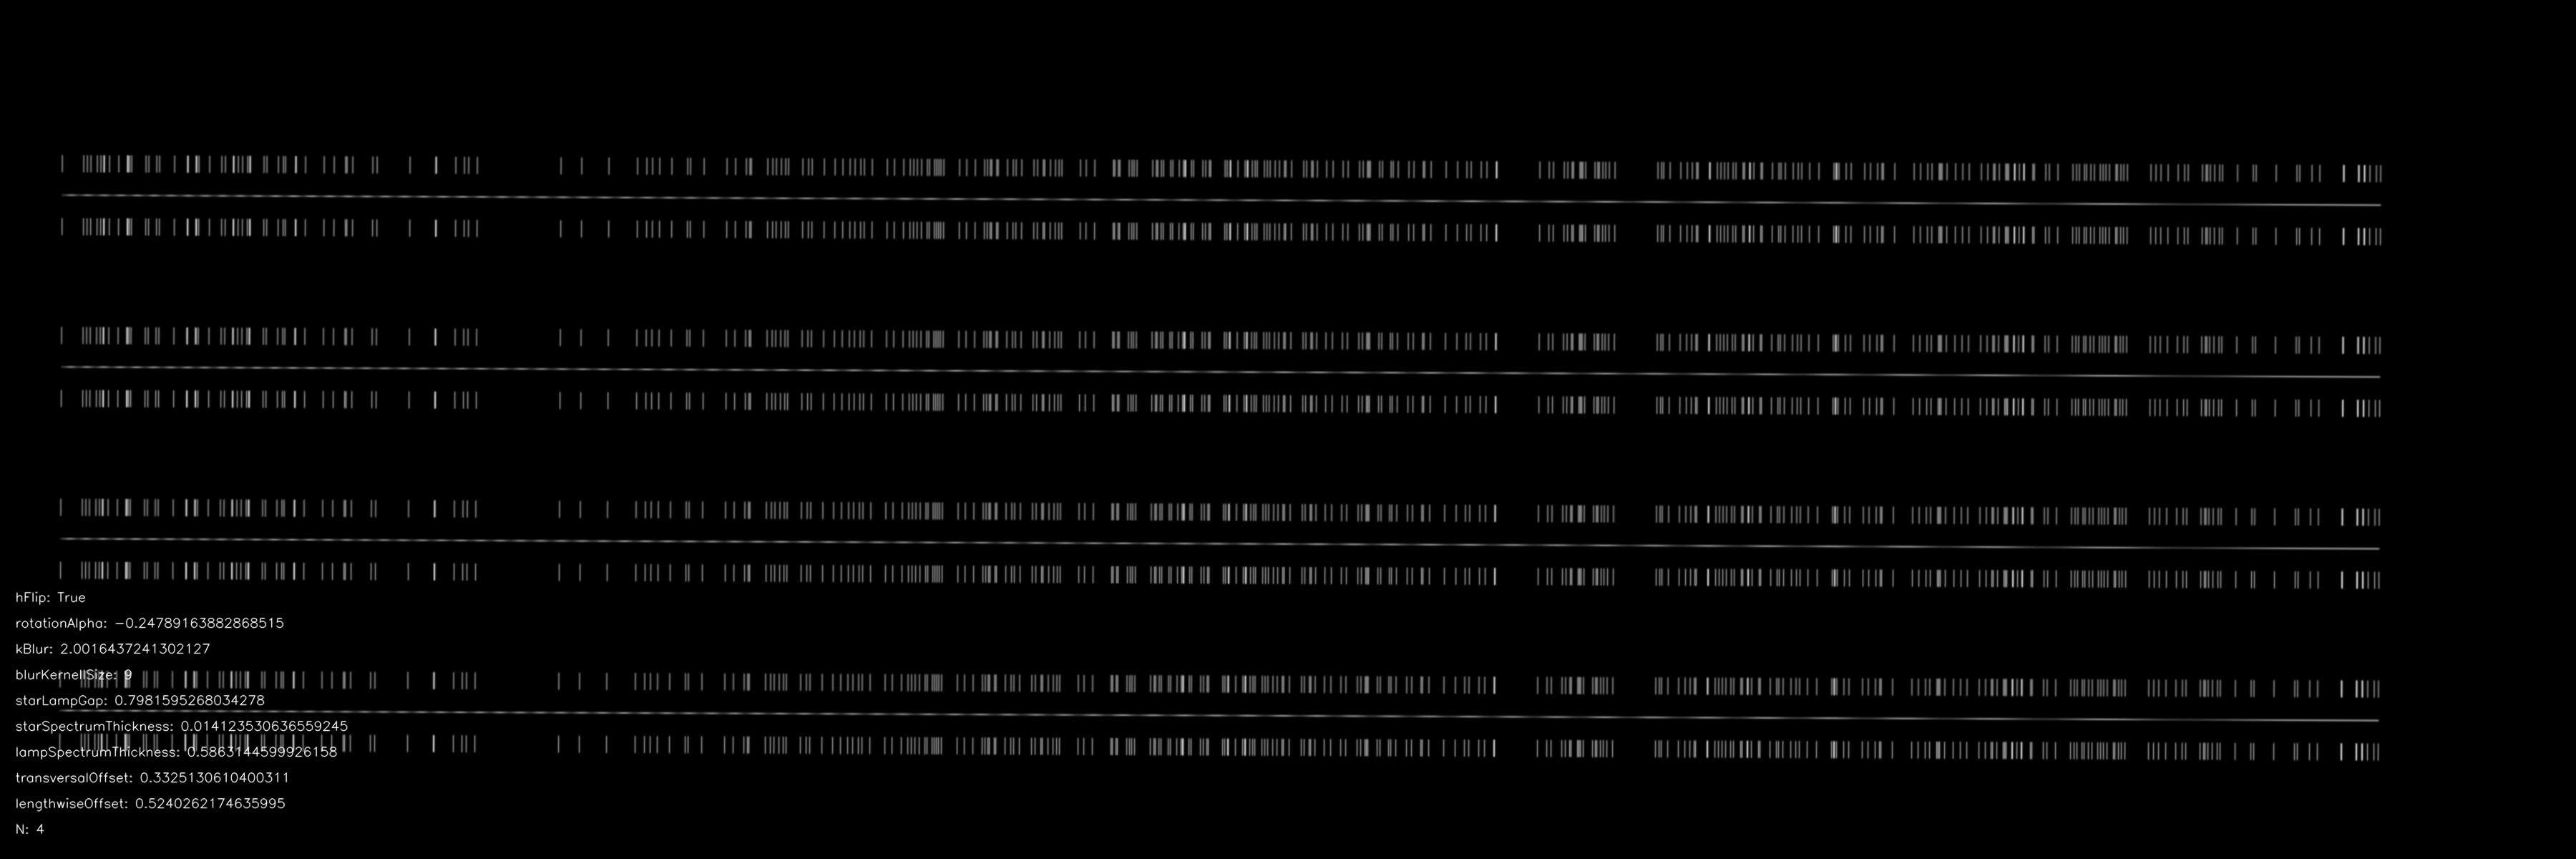 hFlip: True
rotationAlpha: −0.24789163882868515
kBlur: 2.0016437241302127
blurKernelSize: 9
starLampGap: 0.7981595268034278
starSpectrumThickness: 0.014123530636559245
lampSpectrumThickness: 0.5863144599926158
transversalOffset: 0.3325130610400311
lengthwiseOffset: 0.5240262174635995
N: 4